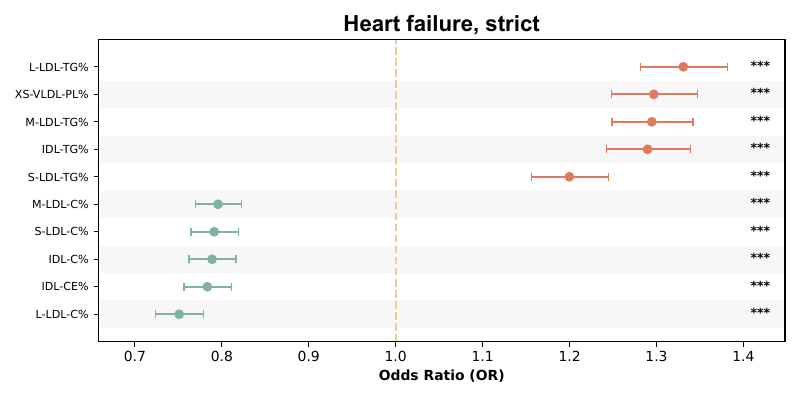 Heart failure, strict
L-LDL-TG% ***
XS-VLDL-PL% ***
M-LDL-TG% ***
IDL-TG% ***
S-LDL-TG% ***
M-LDL-C% ***
S-LDL-C% ***
IDL-C% ***
IDL-CE% ***
L-LDL-C% ***
0.7 0.8 0.9 1.0 1.1 1.2 1.3 1.4
Odds Ratio (OR)